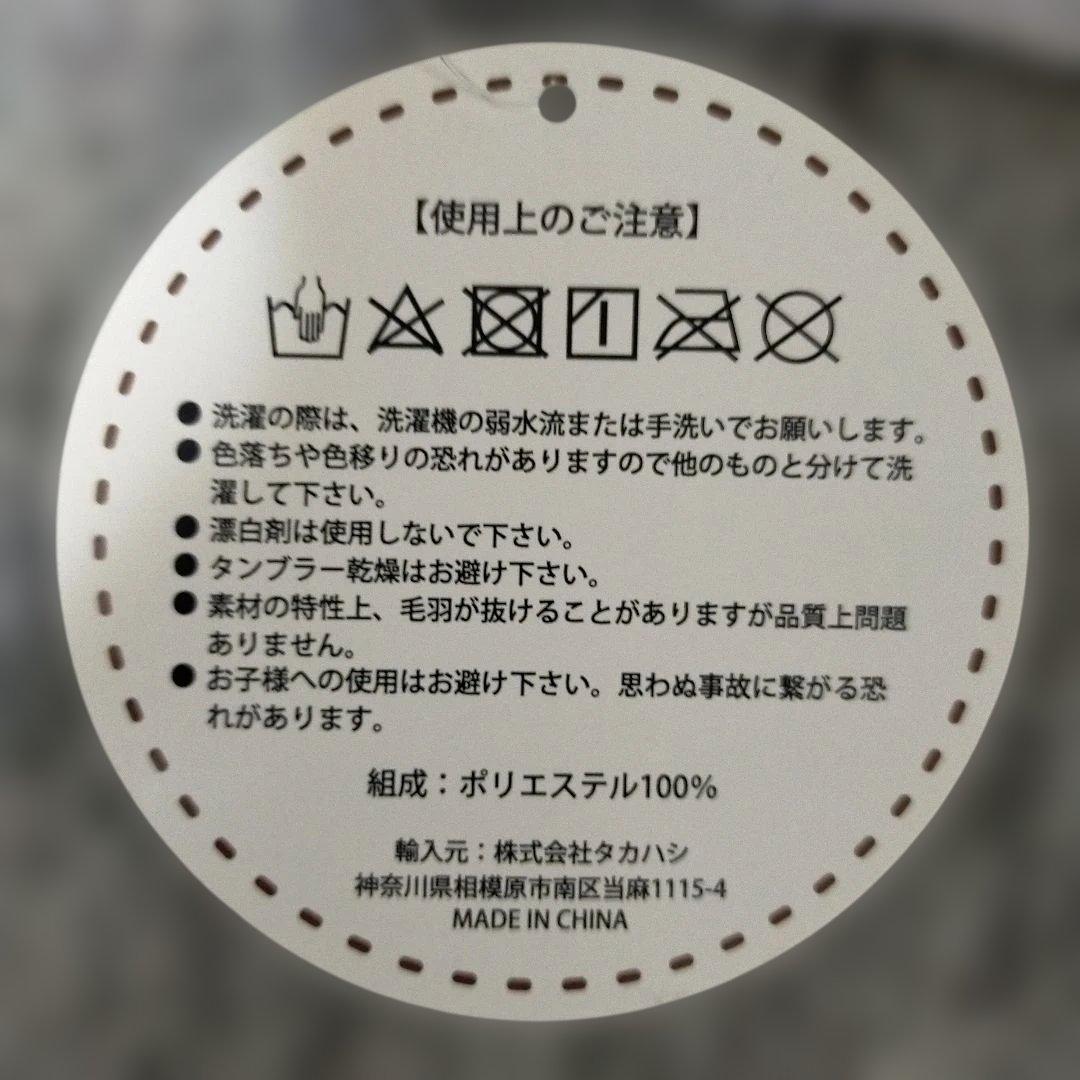 【使用上のご注意】
● 洗濯の際は、洗濯機の弱水流または手洗いでお願いします。
● 色落ちや色移りの恐れがありますので他のものと分けて洗
濯して下さい。
● 漂白剤は使用しないで下さい。
● タンブラー乾燥はお避け下さい。
● 素材の特性上、毛羽が抜けることがありますが品質上問題
ありません。
● お子様への使用はお避け下さい。思わぬ事故に繋がる恐
れがあります。
組成：ポリエステル100%
輸入元：株式会社タカハシ
神奈川県相模原市南区当麻1115-4
MADE IN CHINA